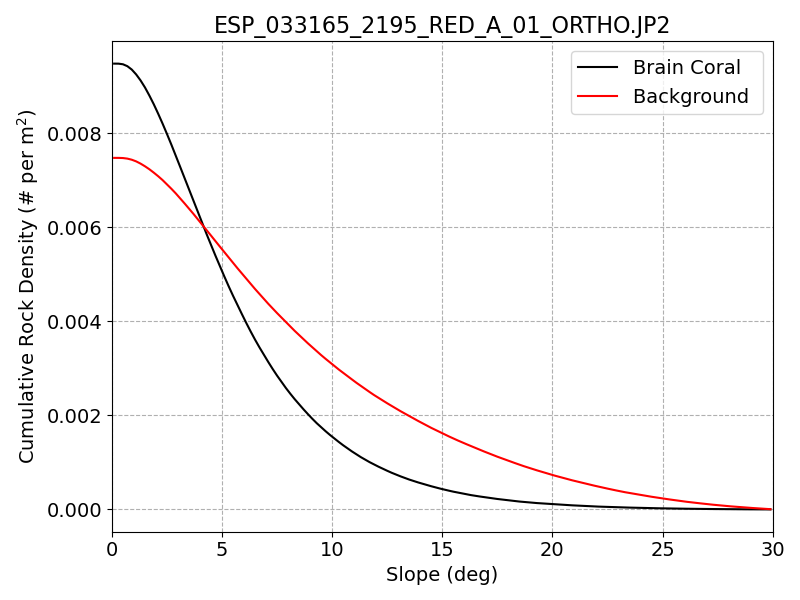 ESP_033165_2195_RED_A_01_ORTHO.JP2
Brain Coral
Background
Cumulative Rock Density (# per m²)
0.008
0.006
0.004
0.002
0.000
0 5 10 15 20 25 30
Slope (deg)